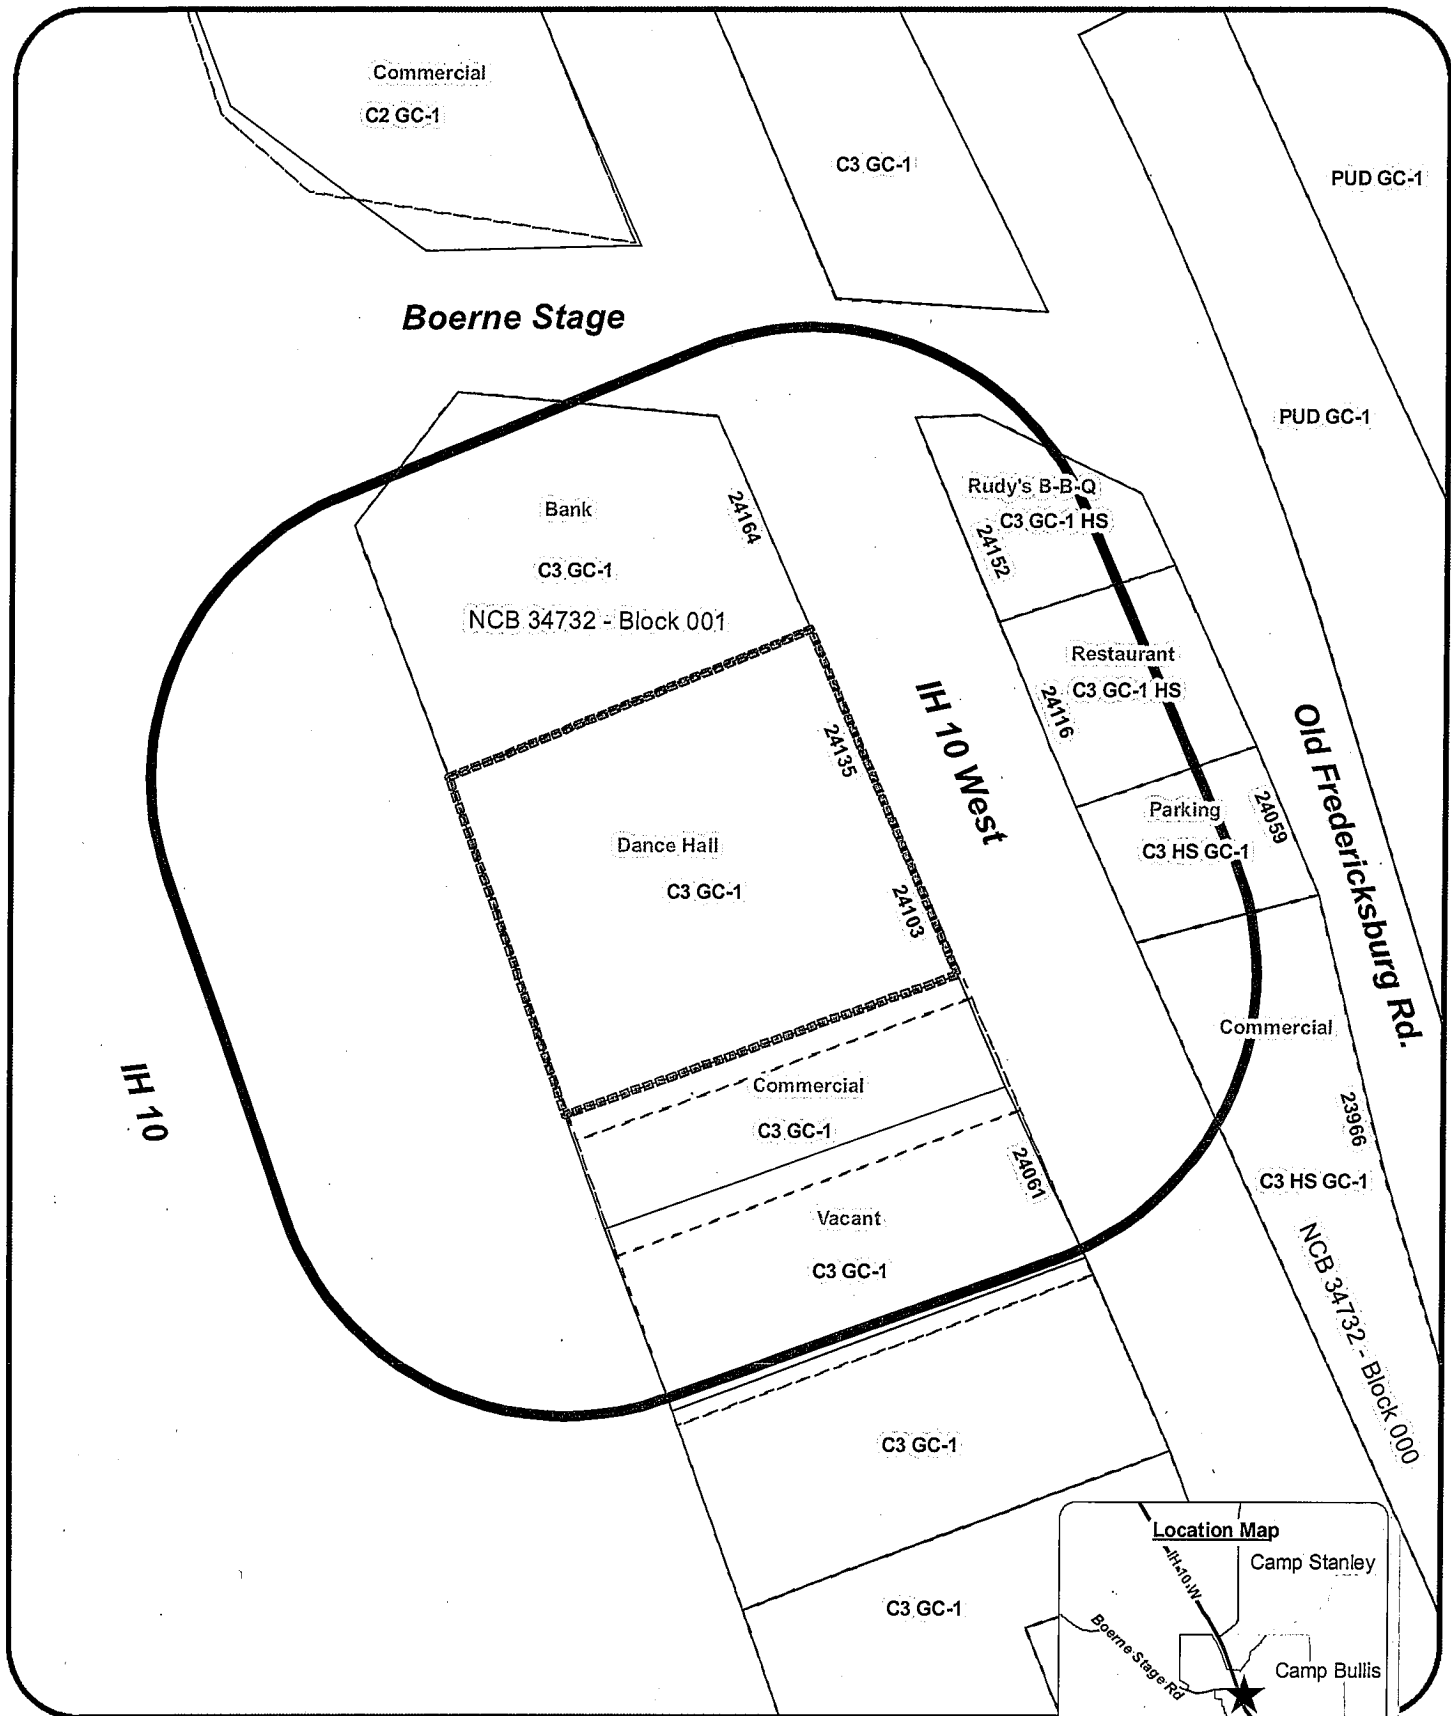 Commercial
C2 GC-1
C3 GC-1
PUD GC-1
Boerne Stage
PUD GC-1
Bank
C3 GC-1
NCB 34732 - Block 001
24164
Rudy's B-B-Q
C3 GC-1 HS
24152
Restaurant
C3 GC-1 HS
24116
IH 10 West
Old Fredericksburg Rd.
24135
Dance Hall
C3 GC-1
24103
Parking
C3 HS GC-1
24059
Commercial
23966
C3 HS GC-1
IH 10
Commercial
C3 GC-1
24061
Vacant
C3 GC-1
NCB 34732 - Block 000
C3 GC-1
C3 GC-1
Location Map
IH 10 W
Camp Stanley
Boerne Stage Rd
Camp Bullis